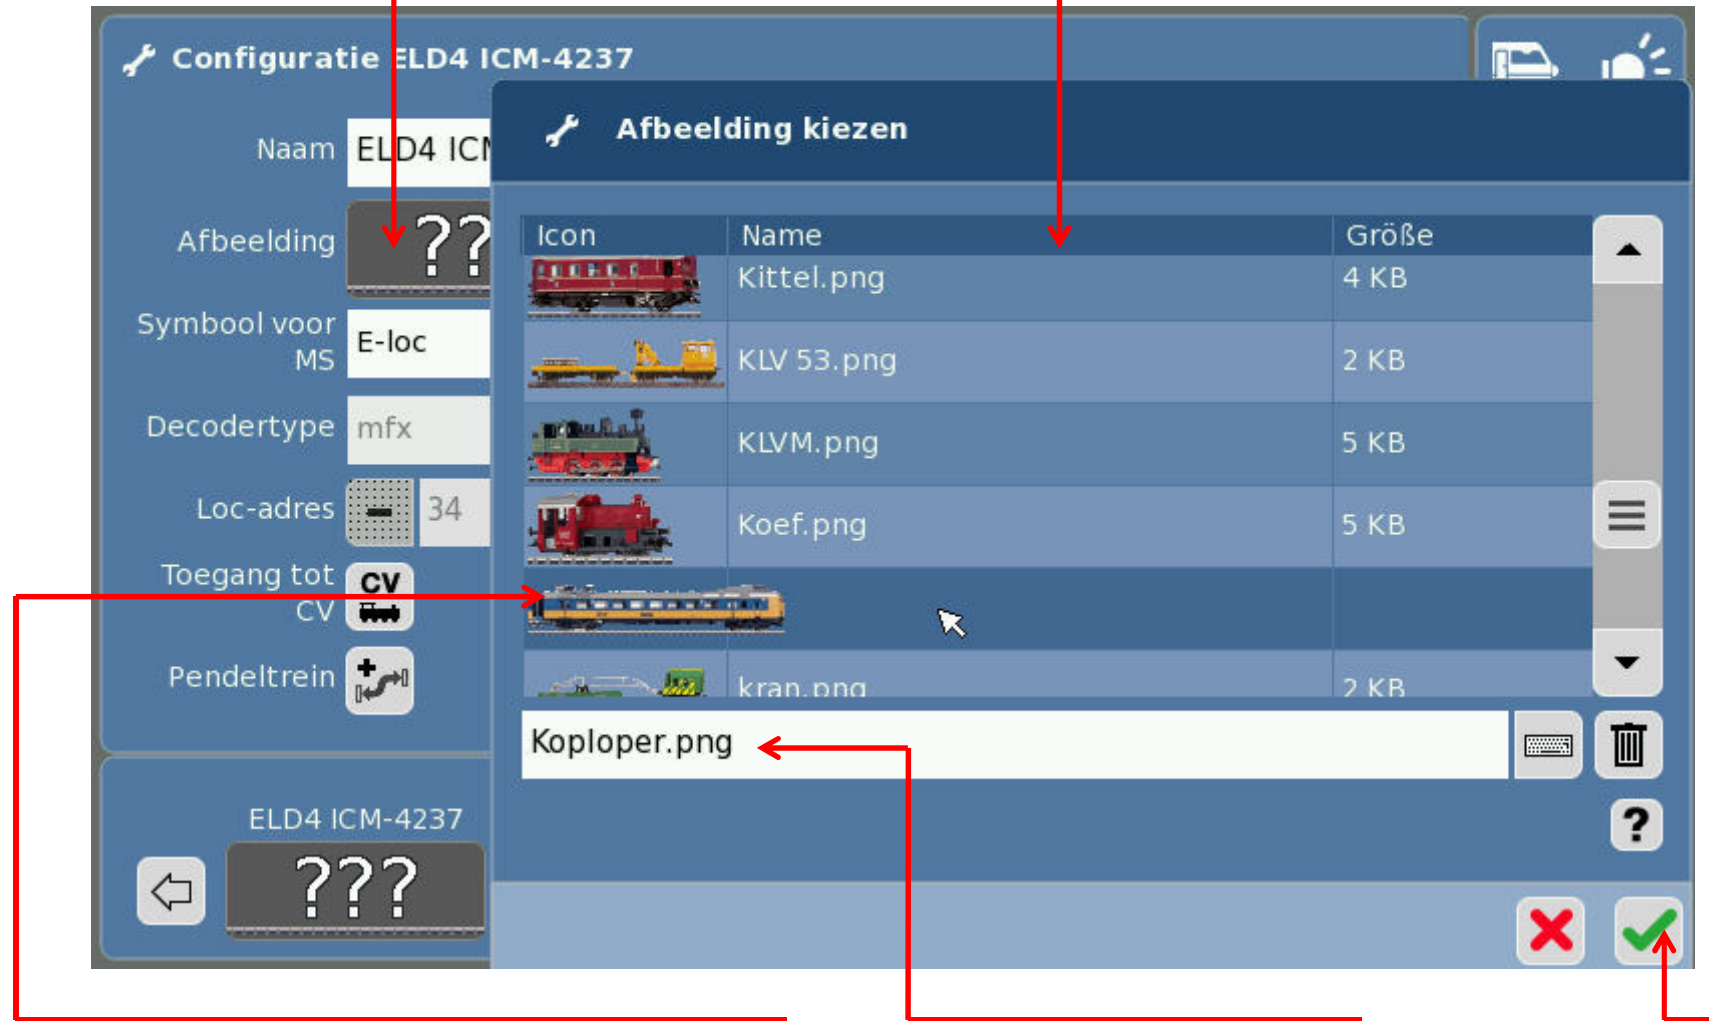 Configuratie ELD4 ICM-4237
Afbeelding kiezen
Naam
ELD4 ICM
Afbeelding
??
Symbool voor
MS
E-loc
Decodertype
mfx
Loc-adres
34
Toegang tot
CV
CV
Pendeltrein
Icon Name Größe
Kittel.png 4 KB
KLV 53.png 2 KB
KLVM.png 5 KB
Koef.png 5 KB
kran.png 2 KB
Koploper.png
?
ELD4 ICM-4237
???